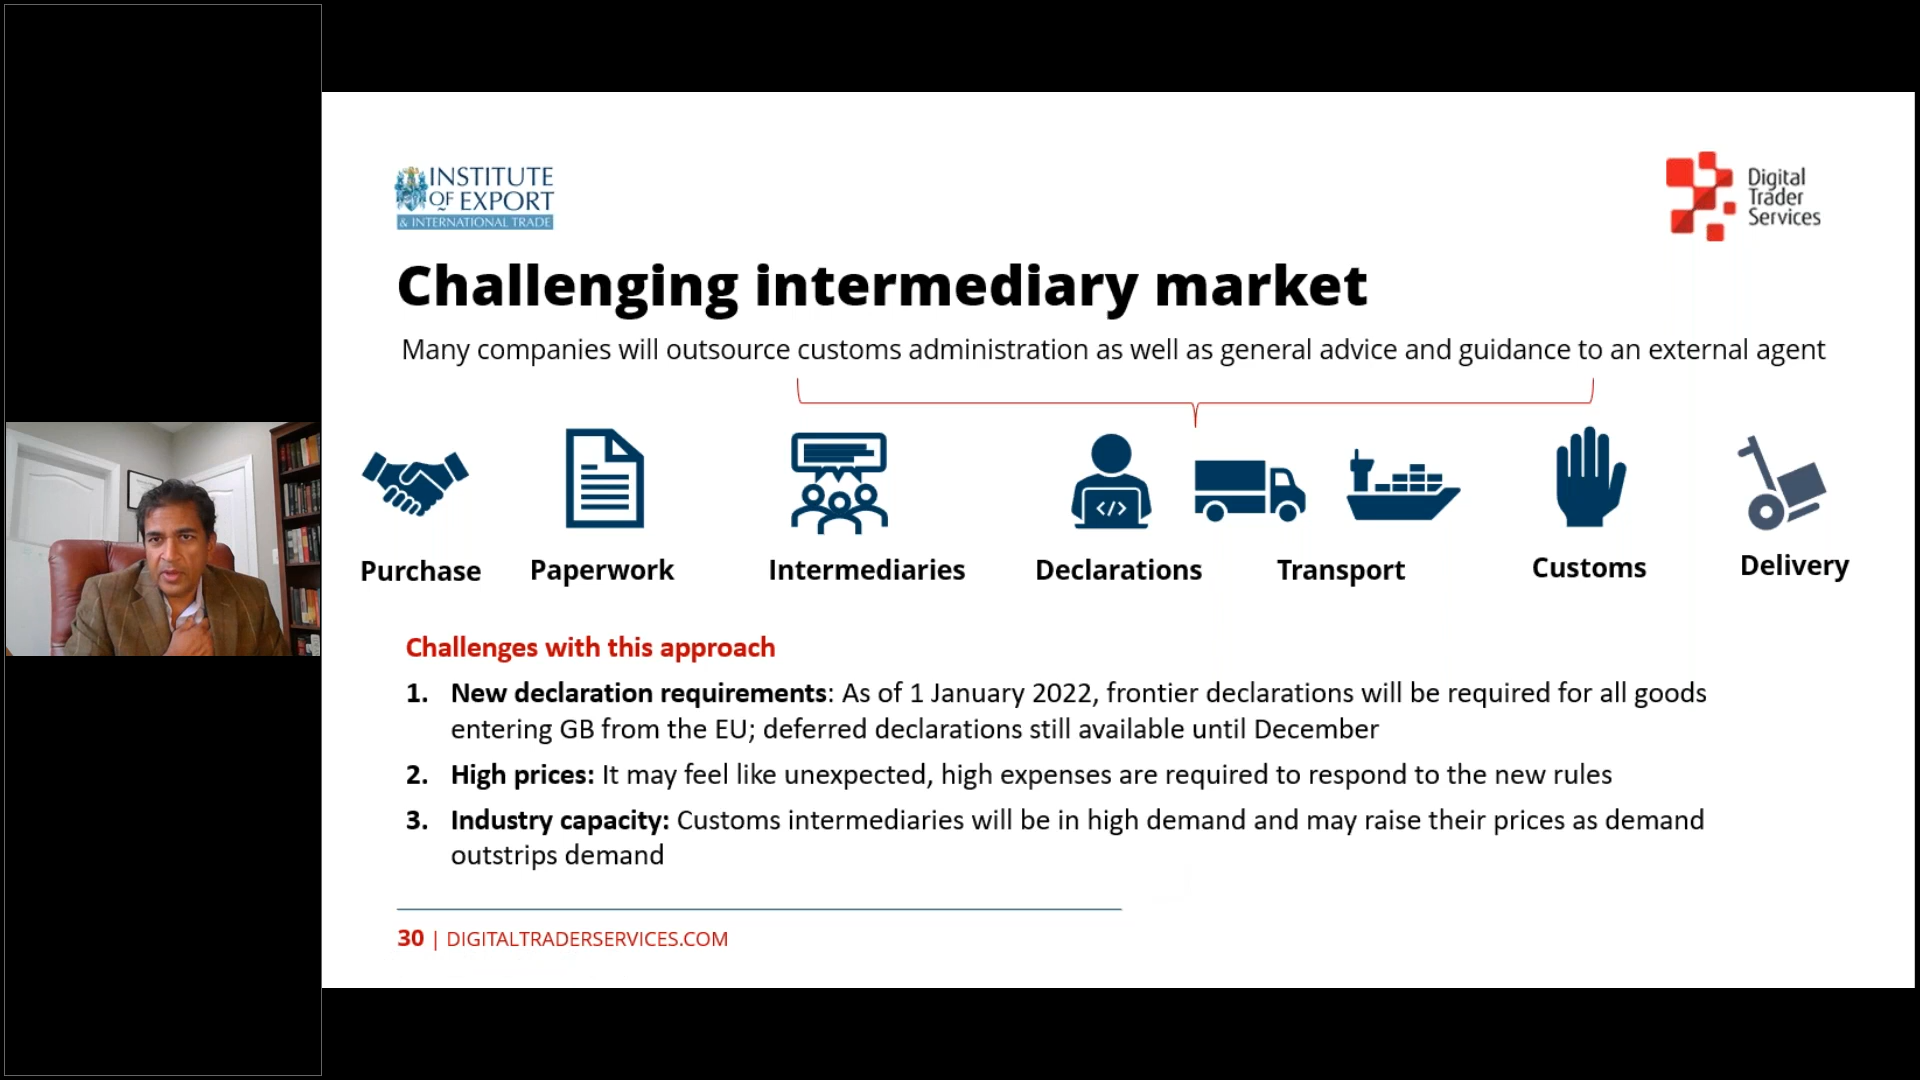 INSTITUTE
OF EXPORT
& INTERNATIONAL TRADE
Digital
Trader
Services
Challenging intermediary market
Many companies will outsource customs administration as well as general advice and guidance to an external agent
</>
Purchase
Paperwork
Intermediaries
Declarations
Transport
Customs
Delivery
Challenges with this approach
1. New declaration requirements: As of 1 January 2022, frontier declarations will be required for all goods
entering GB from the EU; deferred declarations still available until December
2. High prices: It may feel like unexpected, high expenses are required to respond to the new rules
3. Industry capacity: Customs intermediaries will be in high demand and may raise their prices as demand
outstrips demand
30 | DIGITALTRADERSERVICES.COM